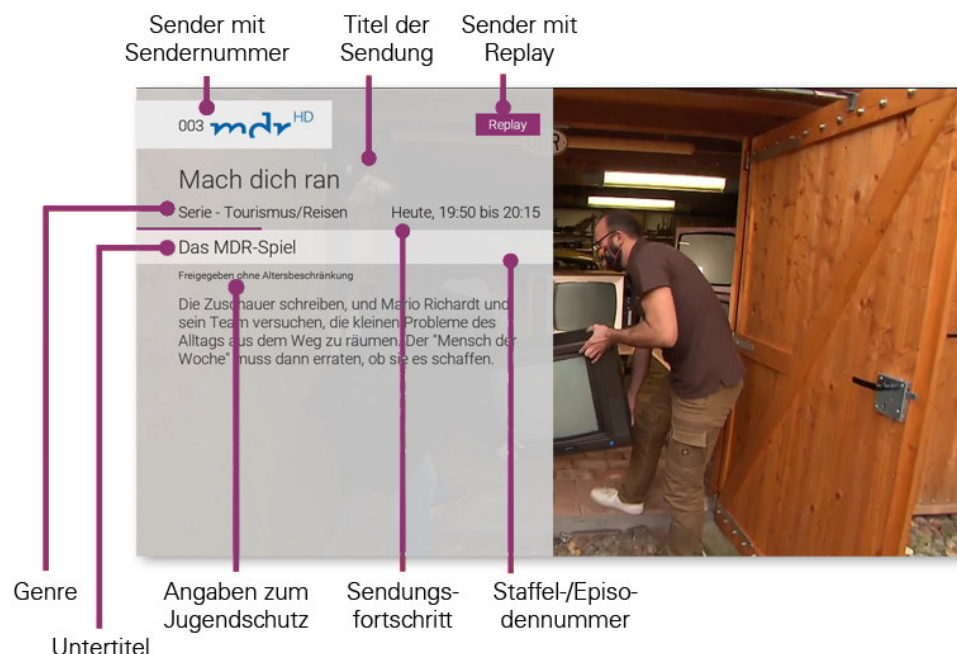 Sender mit
Sendernummer
Titel der
Sendung
Sender mit
Replay
003 mdr HD
Replay
Mach dich ran
Serie - Tourismus/Reisen
Heute, 19:50 bis 20:15
Das MDR-Spiel
Freigegeben ohne Altersbeschränkung
Die Zuschauer schreiben, und Mario Richardt und
sein Team versuchen, die kleinen Probleme des
Alltags aus dem Weg zu räumen. Der "Mensch der
Woche" muss dann erraten, ob sie es schaffen.
Genre
Angaben zum
Jugendschutz
Sendungs-
fortschritt
Staffel-/Episo-
dennummer
Untertitel